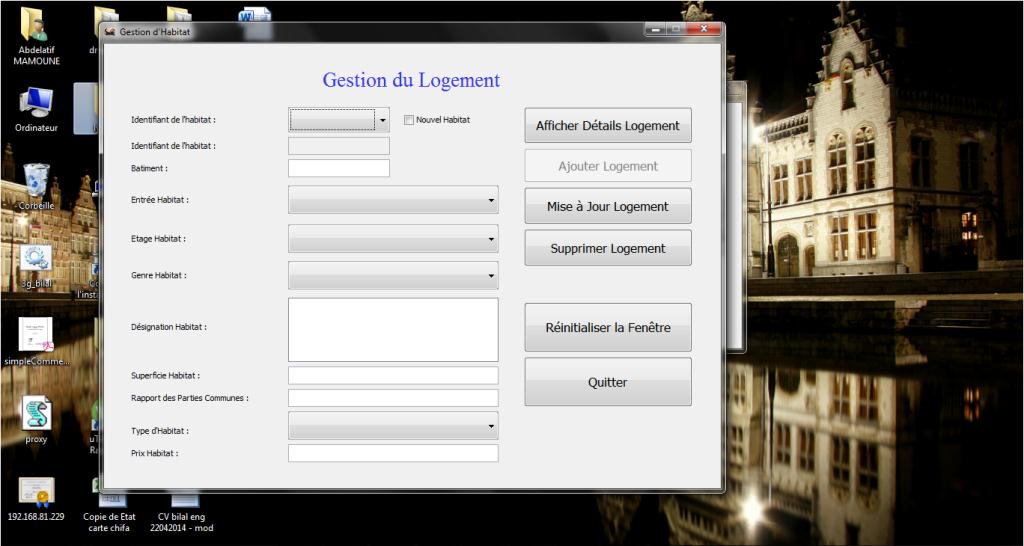 Gestion d'Habitat
Gestion du Logement
Identifiant de l'habitat :
Nouvel Habitat
Identifiant de l'habitat :
Batiment :
Entrée Habitat :
Etage Habitat :
Genre Habitat :
Désignation Habitat :
Superficie Habitat :
Rapport des Parties Communes :
Type d'Habitat :
Prix Habitat :
Afficher Détails Logement
Ajouter Logement
Mise à Jour Logement
Supprimer Logement
Réinitialiser la Fenêtre
Quitter
Abdelatif
MAMOUNE
Ordinateur
Corbeille
3g_bilal
simpleComme...
proxy
192.168.81.229
dr
l'insta
Copie de Etat
carte chifa
CV bilal eng
22042014 - mod